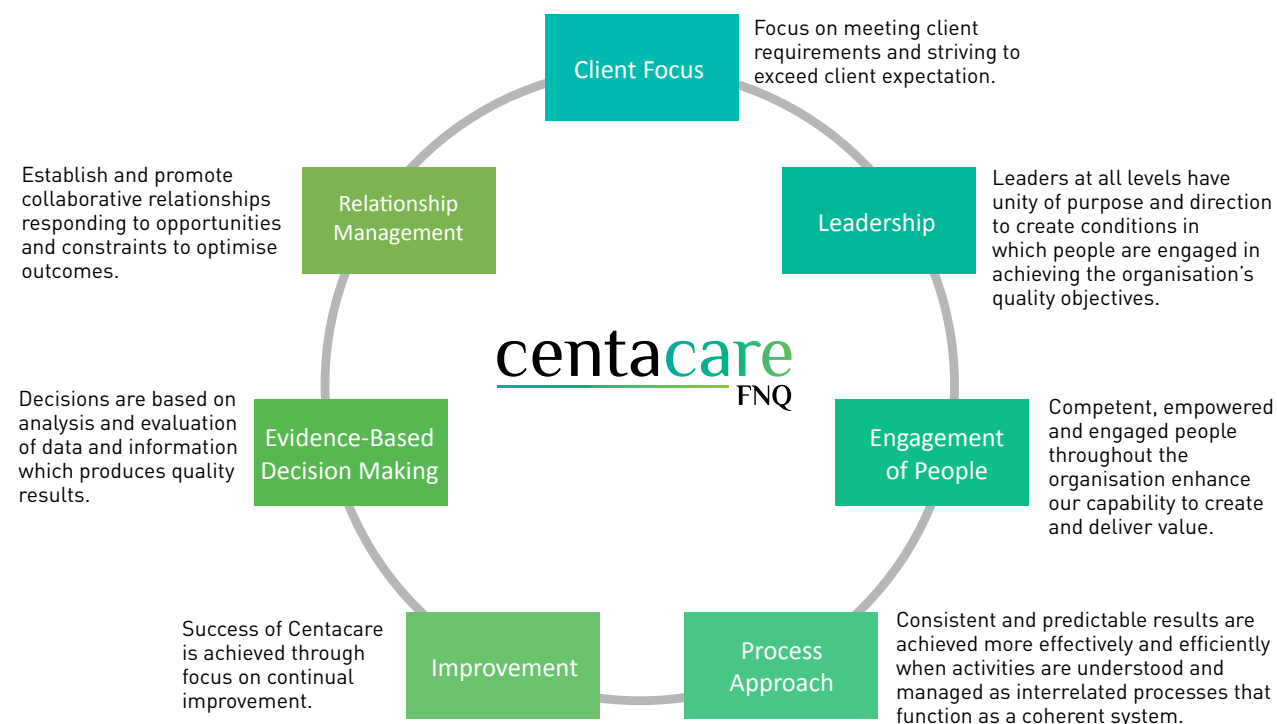 Client Focus
Focus on meeting client
requirements and striving to
exceed client expectation.
Leadership
Leaders at all levels have
unity of purpose and direction
to create conditions in
which people are engaged in
achieving the organisation’s
quality objectives.
Engagement
of People
Competent, empowered
and engaged people
throughout the
organisation enhance
our capability to create
and deliver value.
Process
Approach
Consistent and predictable results are
achieved more effectively and efficiently
when activities are understood and
managed as interrelated processes that
function as a coherent system.
Improvement
Success of Centacare
is achieved through
focus on continual
improvement.
Evidence-Based
Decision Making
Decisions are based on
analysis and evaluation
of data and information
which produces quality
results.
Relationship
Management
Establish and promote
collaborative relationships
responding to opportunities
and constraints to optimise
outcomes.
centacare
FNQ